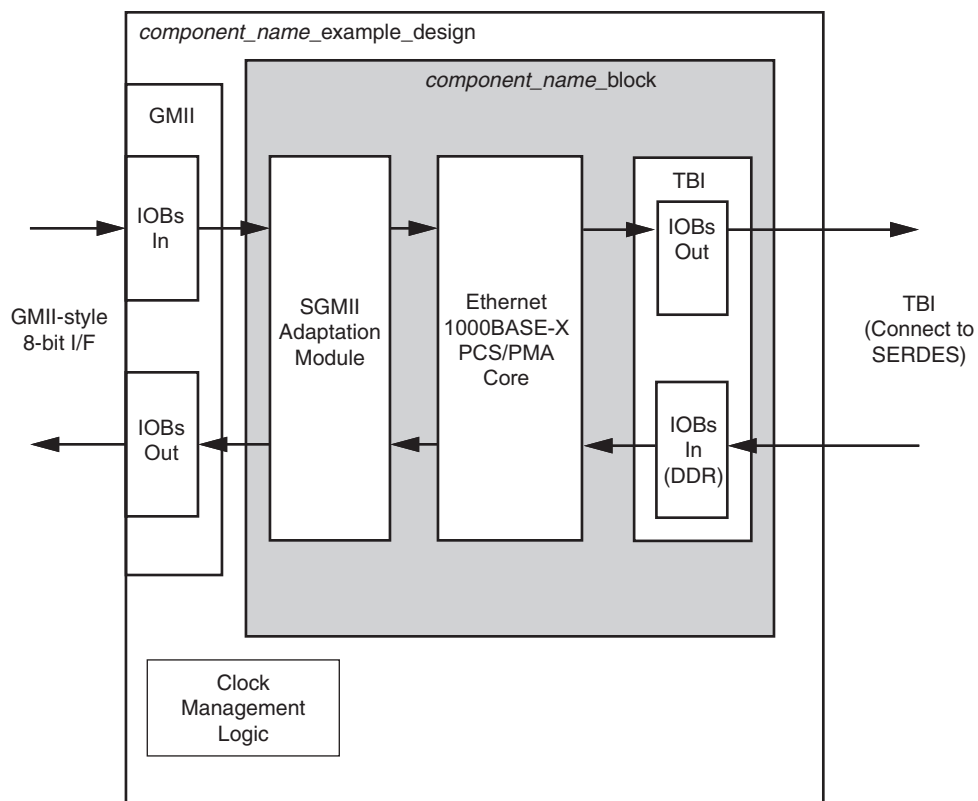 component_name_example_design
component_name_block
GMII
IOBs
In
GMII-style
8-bit I/F
IOBs
Out
SGMII
Adaptation
Module
Ethernet
1000BASE-X
PCS/PMA
Core
TBI
IOBs
Out
IOBs
In
(DDR)
TBI
(Connect to
SERDES)
Clock
Management
Logic